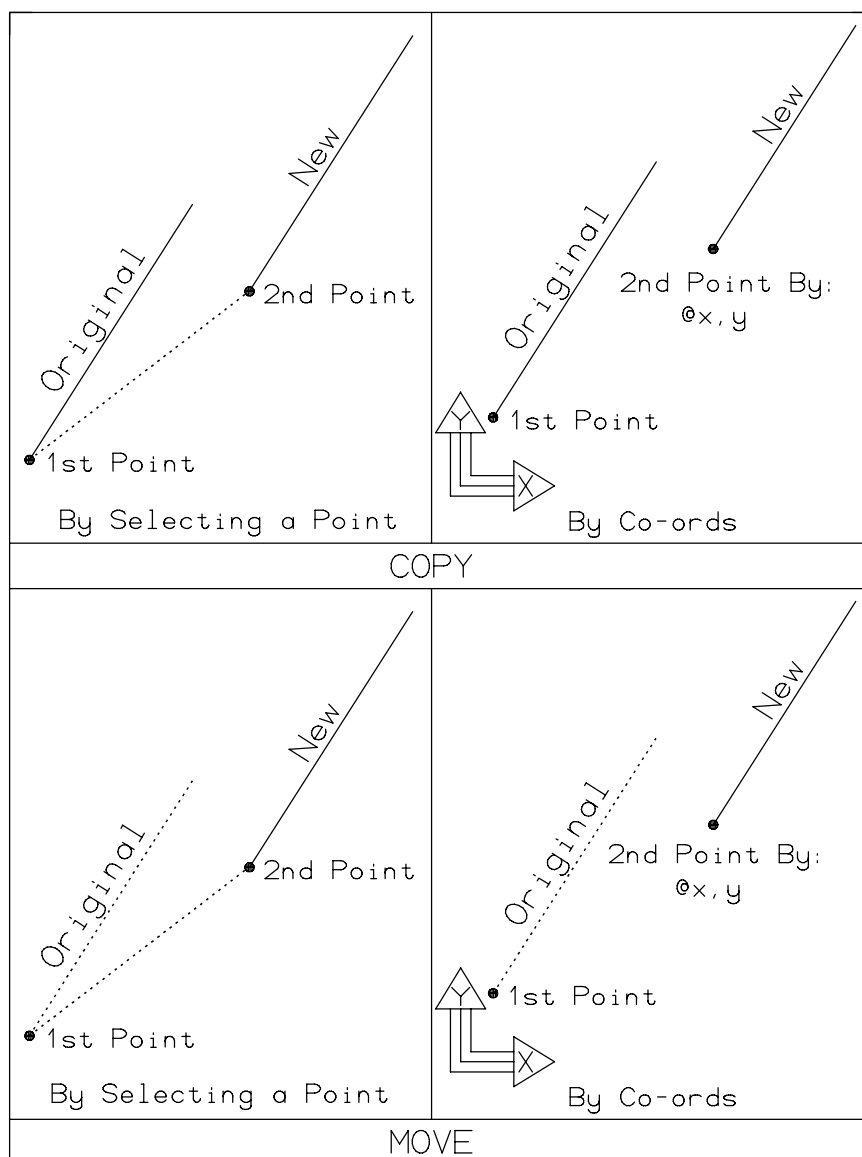 New
Original
2nd Point
1st Point
By Selecting a Point
New
Original
2nd Point By:
@x,y
1st Point
Y
X
By Co-ords
COPY
New
Original
2nd Point
1st Point
By Selecting a Point
New
Original
2nd Point By:
@x,y
1st Point
Y
X
By Co-ords
MOVE